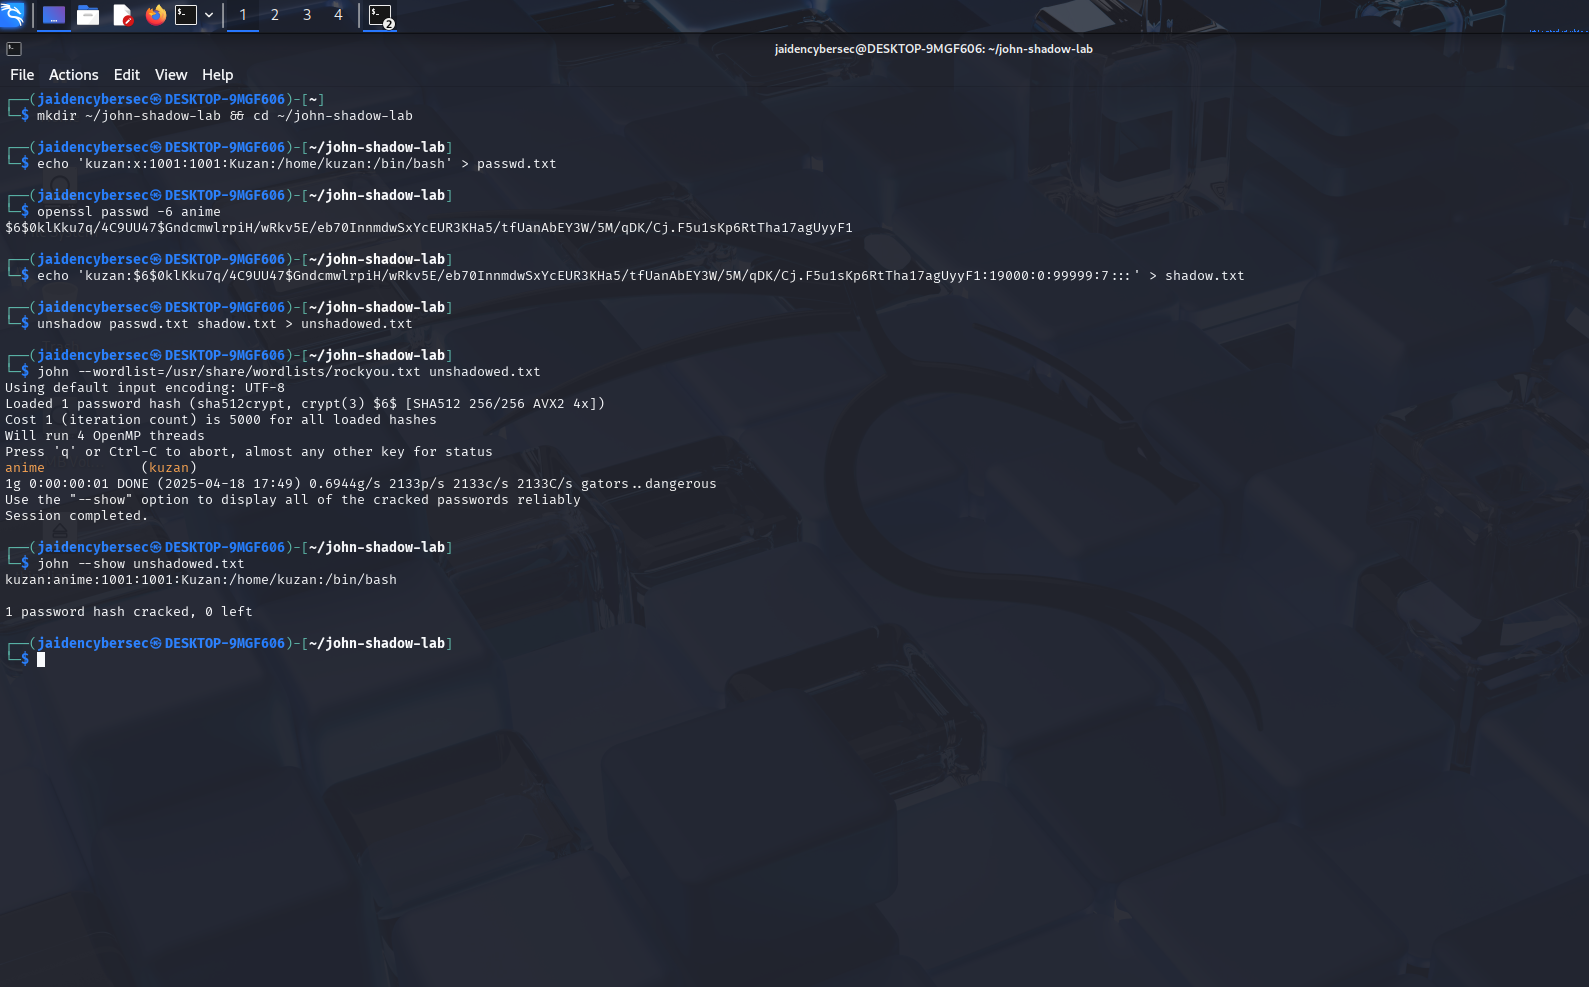 1 2 3 4 2
jaidencybersec@DESKTOP-9MGF606: ~/john-shadow-lab
File Actions Edit View Help
┌──(jaidencybersec㉿DESKTOP-9MGF606)-[~]
└─$ mkdir ~/john-shadow-lab && cd ~/john-shadow-lab
┌──(jaidencybersec㉿DESKTOP-9MGF606)-[~/john-shadow-lab]
└─$ echo 'kuzan:x:1001:1001:Kuzan:/home/kuzan:/bin/bash' > passwd.txt
┌──(jaidencybersec㉿DESKTOP-9MGF606)-[~/john-shadow-lab]
└─$ openssl passwd -6 anime
$6$0klKku7q/4C9UU47$GndcmwlrpiH/wRkv5E/eb70InnmdwSxYcEUR3KHa5/tfUanAbEY3W/5M/qDK/Cj.F5u1sKp6RtTha17agUyyF1
┌──(jaidencybersec㉿DESKTOP-9MGF606)-[~/john-shadow-lab]
└─$ echo 'kuzan:$6$0klKku7q/4C9UU47$GndcmwlrpiH/wRkv5E/eb70InnmdwSxYcEUR3KHa5/tfUanAbEY3W/5M/qDK/Cj.F5u1sKp6RtTha17agUyyF1:19000:0:99999:7:::' > shadow.txt
┌──(jaidencybersec㉿DESKTOP-9MGF606)-[~/john-shadow-lab]
└─$ unshadow passwd.txt shadow.txt > unshadowed.txt
┌──(jaidencybersec㉿DESKTOP-9MGF606)-[~/john-shadow-lab]
└─$ john --wordlist=/usr/share/wordlists/rockyou.txt unshadowed.txt
Using default input encoding: UTF-8
Loaded 1 password hash (sha512crypt, crypt(3) $6$ [SHA512 256/256 AVX2 4x])
Cost 1 (iteration count) is 5000 for all loaded hashes
Will run 4 OpenMP threads
Press 'q' or Ctrl-C to abort, almost any other key for status
anime            (kuzan)
1g 0:00:00:01 DONE (2025-04-18 17:49) 0.6944g/s 2133p/s 2133c/s 2133C/s gators..dangerous
Use the "--show" option to display all of the cracked passwords reliably
Session completed.
┌──(jaidencybersec㉿DESKTOP-9MGF606)-[~/john-shadow-lab]
└─$ john --show unshadowed.txt
kuzan:anime:1001:1001:Kuzan:/home/kuzan:/bin/bash
1 password hash cracked, 0 left
┌──(jaidencybersec㉿DESKTOP-9MGF606)-[~/john-shadow-lab]
└─$